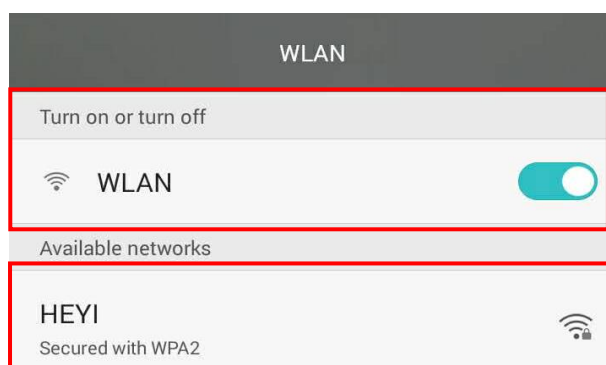 WLAN
Turn on or turn off
WLAN
Available networks
HEYI
Secured with WPA2